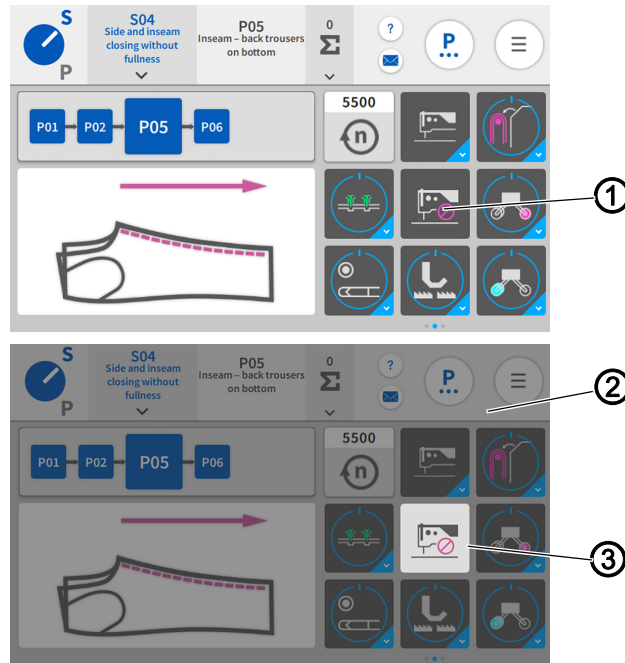 S
P
S04
Side and inseam
closing without
fullness
P05
Inseam – back trousers
on bottom
0
Σ
?
P
P01
P02
P05
P06
5500
n
1
S
P
S04
Side and inseam
closing without
fullness
P05
Inseam – back trousers
on bottom
0
Σ
?
P
2
P01
P02
P05
P06
5500
n
3